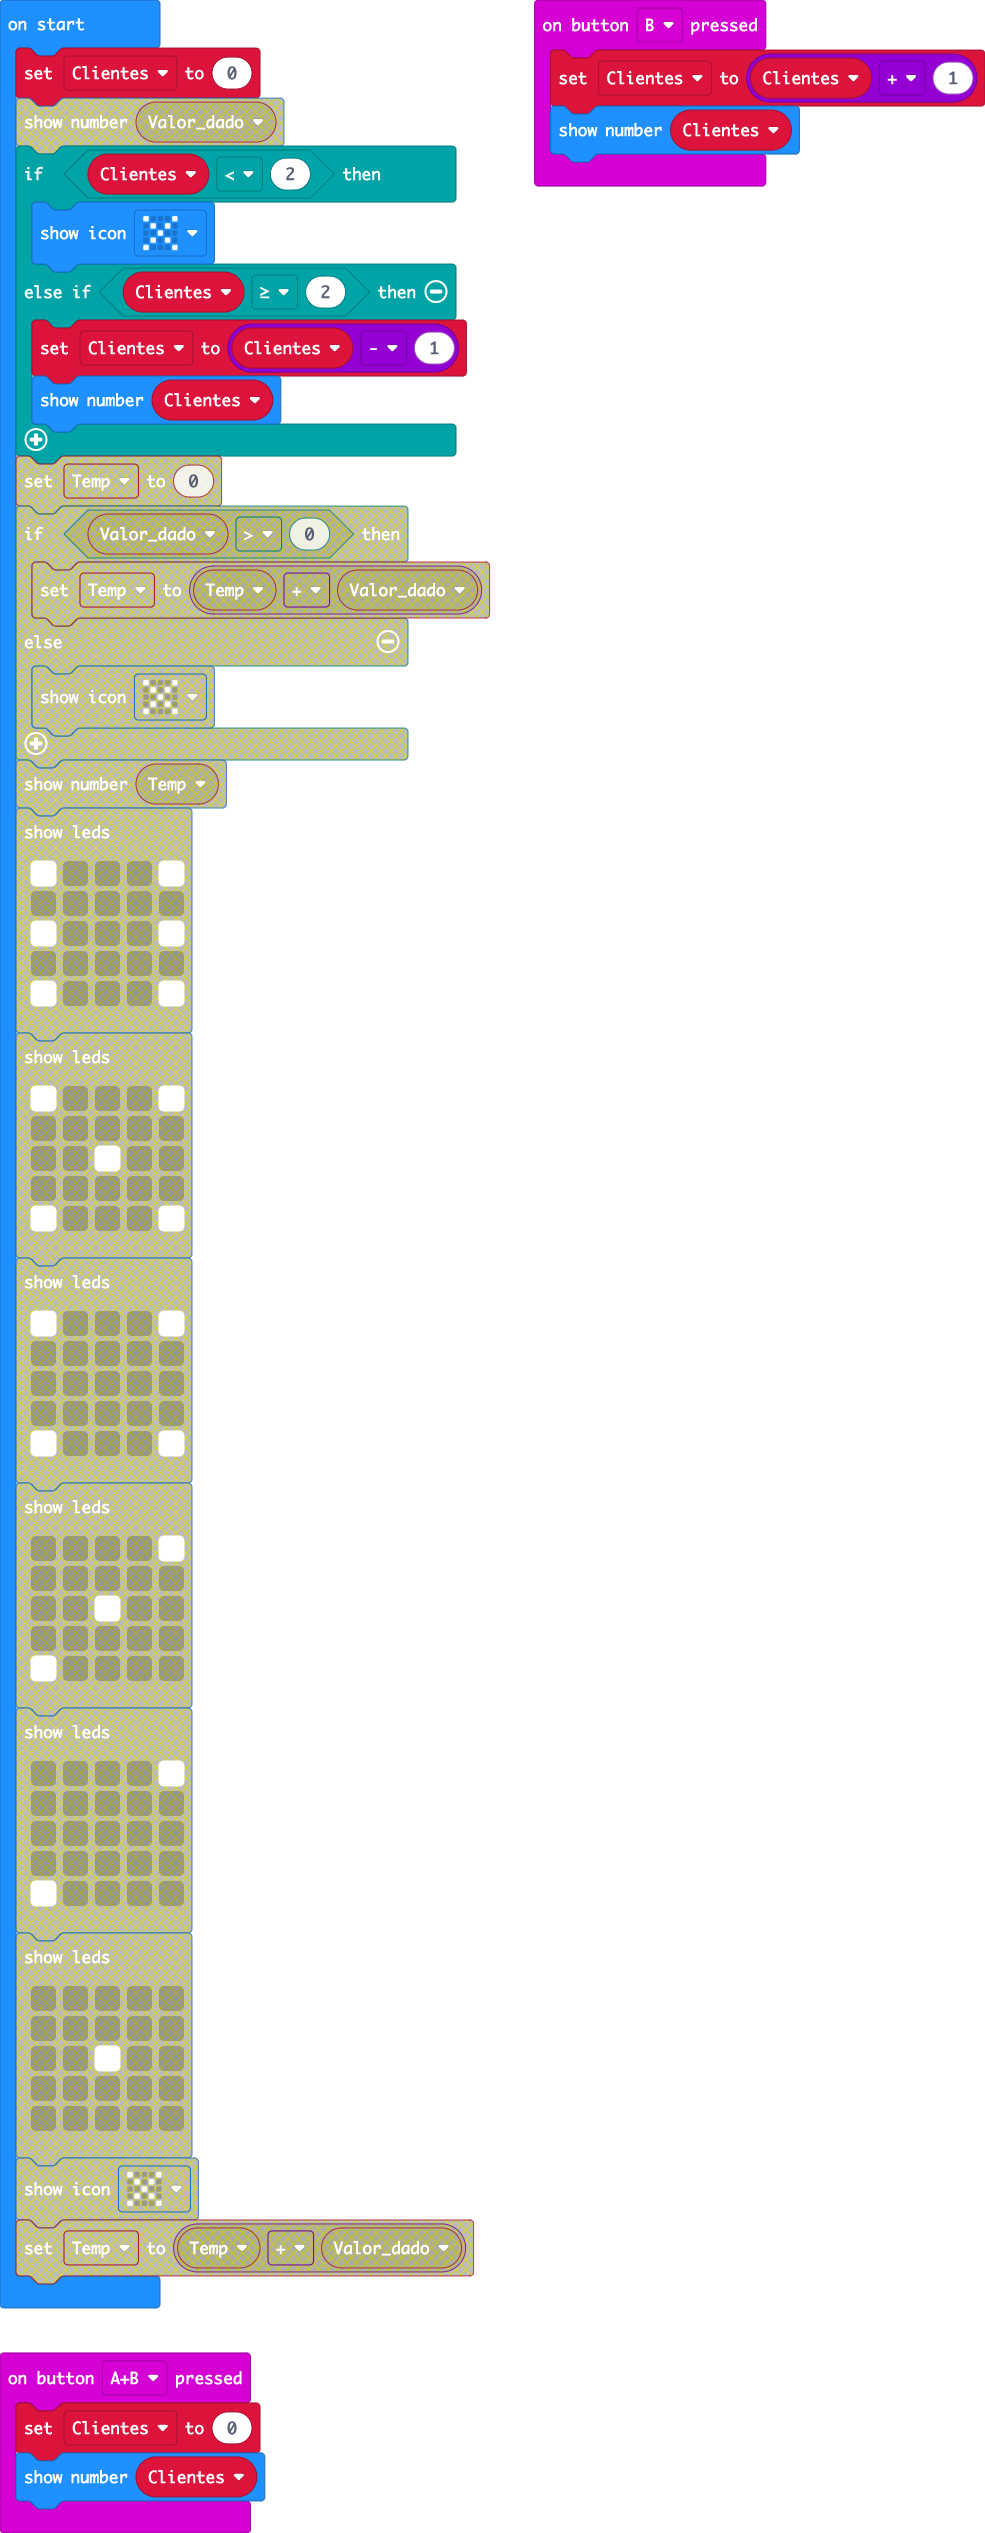 on start
set Clientes to 0
show number Valor_dado
if Clientes < 2 then
show icon
else if Clientes ≥ 2 then
set Clientes to Clientes - 1
show number Clientes
set Temp to 0
if Valor_dado > 0 then
set Temp to Temp + Valor_dado
else
show icon
show number Temp
show leds
show leds
show leds
show leds
show leds
show leds
show icon
set Temp to Temp + Valor_dado
on button B pressed
set Clientes to Clientes + 1
show number Clientes
on button A+B pressed
set Clientes to 0
show number Clientes